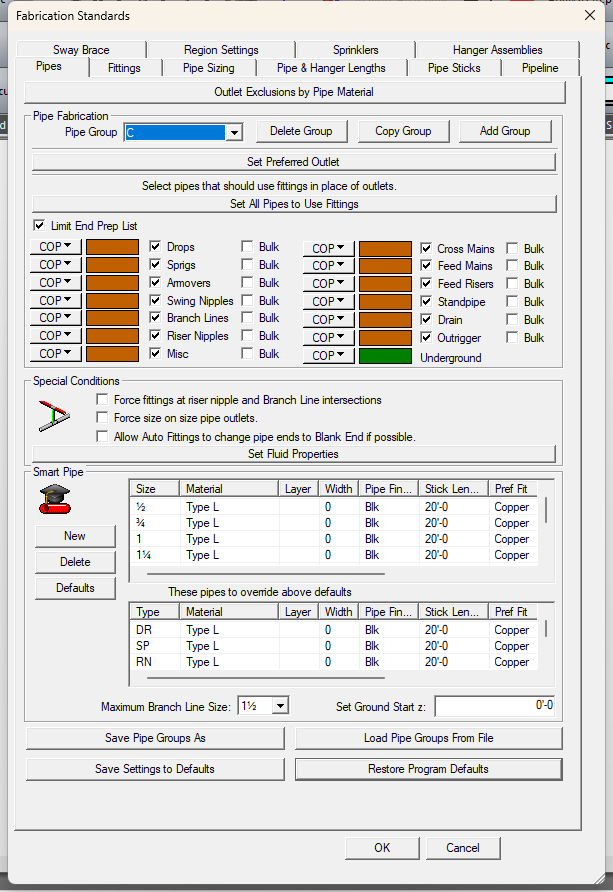 Fabrication Standards
Sway Brace Region Settings Sprinklers Hanger Assemblies
Pipes Fittings Pipe Sizing Pipe & Hanger Lengths Pipe Sticks Pipeline
Outlet Exclusions by Pipe Material
Pipe Fabrication
Pipe Group C Delete Group Copy Group Add Group
Set Preferred Outlet
Select pipes that should use fittings in place of outlets.
Set All Pipes to Use Fittings
Limit End Prep List
COP Drops Bulk COP Cross Mains Bulk
COP Sprigs Bulk COP Feed Mains Bulk
COP Armovers Bulk COP Feed Risers Bulk
COP Swing Nipples Bulk COP Standpipe Bulk
COP Branch Lines Bulk COP Drain Bulk
COP Riser Nipples Bulk COP Outrigger Bulk
COP Misc Bulk COP Underground
Special Conditions
Force fittings at riser nipple and Branch Line intersections
Force size on size pipe outlets.
Allow Auto Fittings to change pipe ends to Blank End if possible.
Set Fluid Properties
Smart Pipe
New
Delete
Defaults
Size Material Layer Width Pipe Fin... Stick Len... Pref Fit
½ Type L 0 Blk 20'-0 Copper
¾ Type L 0 Blk 20'-0 Copper
1 Type L 0 Blk 20'-0 Copper
1¼ Type L 0 Blk 20'-0 Copper
These pipes to override above defaults
Type Material Layer Width Pipe Fin... Stick Len... Pref Fit
DR Type L 0 Blk 20'-0 Copper
SP Type L 0 Blk 20'-0 Copper
RN Type L 0 Blk 20'-0 Copper
Maximum Branch Line Size: 1½ Set Ground Start z: 0'-0
Save Pipe Groups As Load Pipe Groups From File
Save Settings to Defaults Restore Program Defaults
OK Cancel